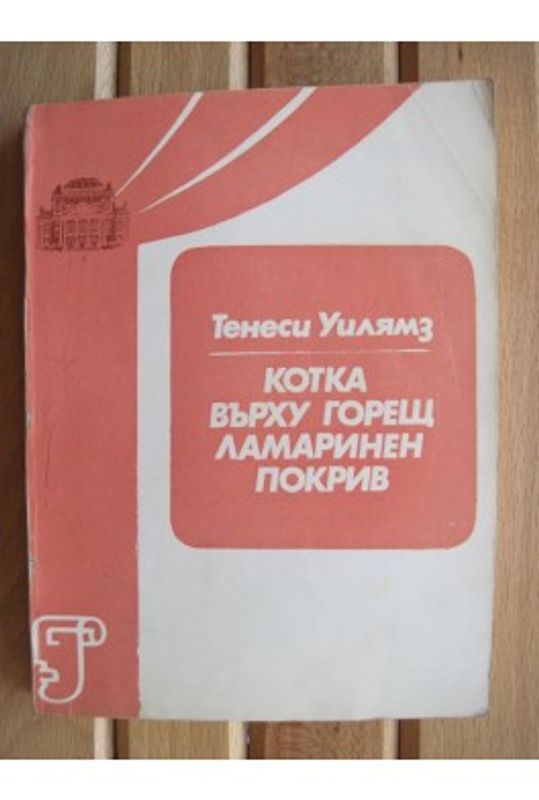 Тенеси Уилямз
КОТКА
ВЪРХУ ГОРЕЩ
ЛАМАРИНЕН
ПОКРИВ